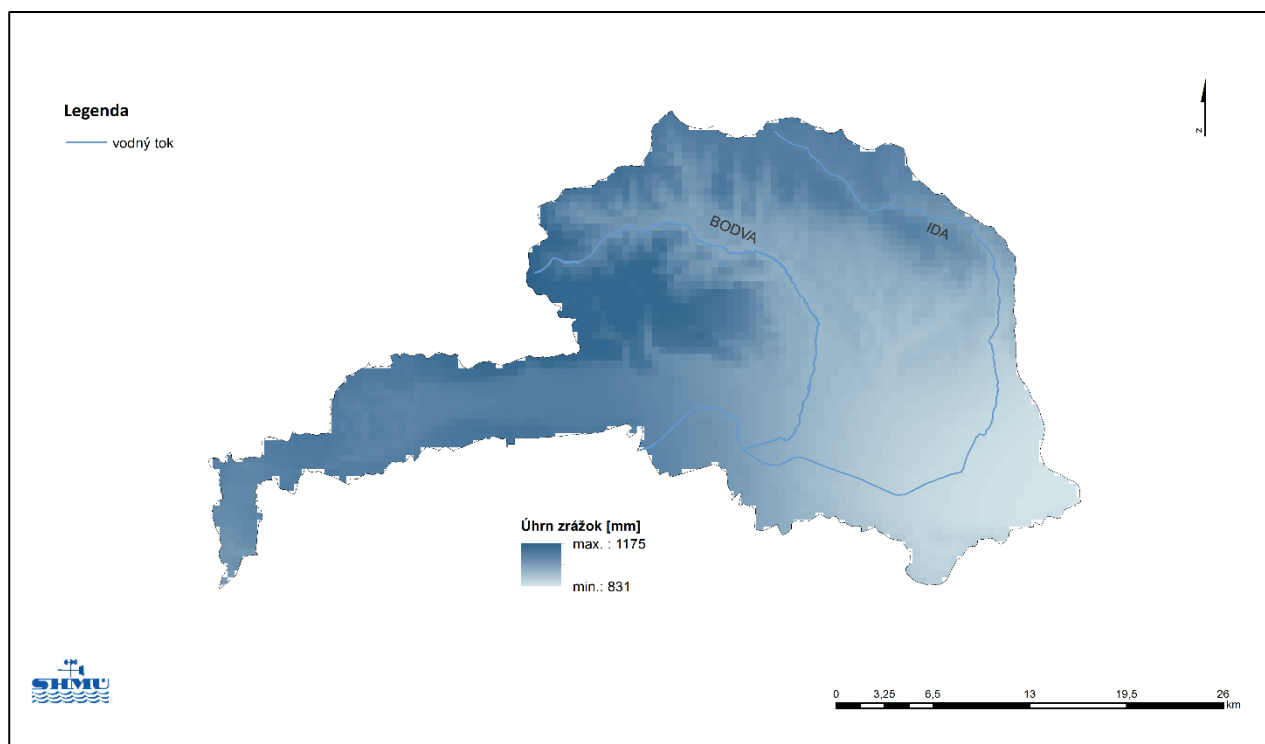 Legenda
vodný tok
z
BODVA
IDA
Úhrn zrážok [mm]
max. : 1175
min.: 831
SHMÚ
0 3,25 6,5 13 19,5 26
km